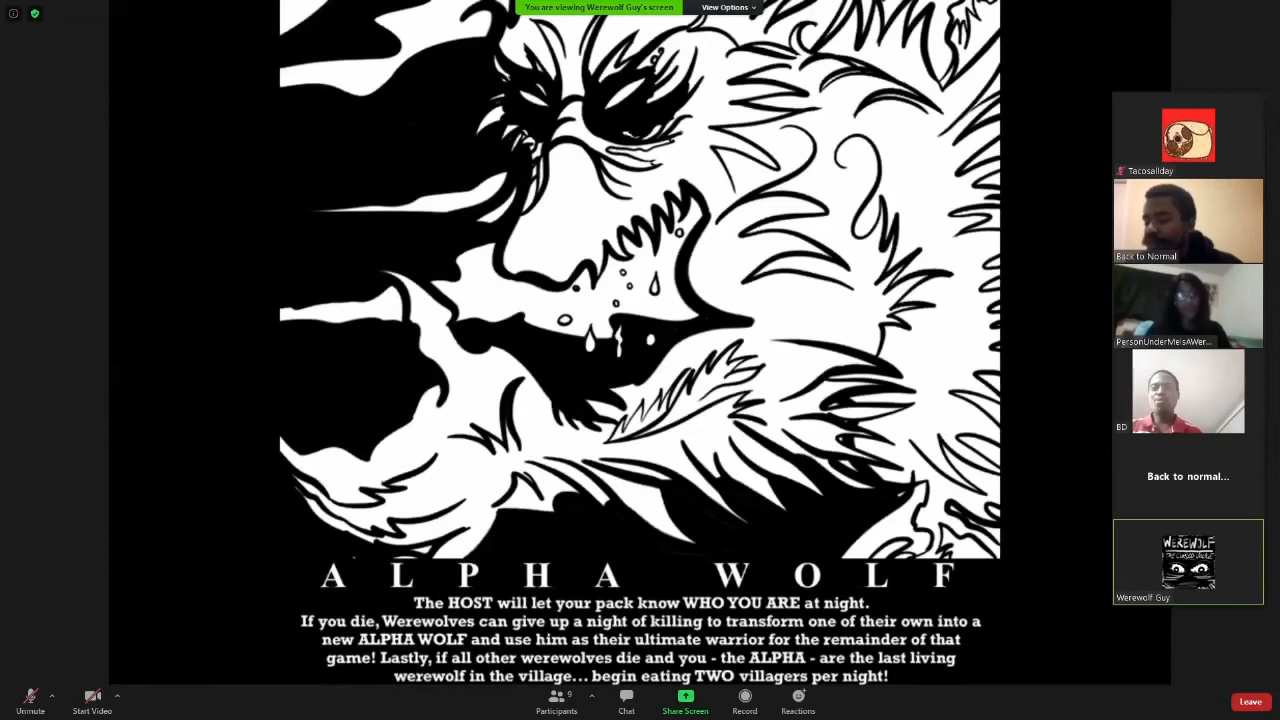 You are viewing Werewolf Guy's screen
View Options
Tacosallday
Back to Normal
PersonUnderMeIsAWer...
BD
Back to normal...
WEREWOLF
THE CURSED VILLAGE
Werewolf Guy
ALPHA WOLF
The HOST will let your pack know WHO YOU ARE at night.
If you die, Werewolves can give up a night of killing to transform one of their own into a
new ALPHA WOLF and use him as their ultimate warrior for the remainder of that
game! Lastly, if all other werewolves die and you - the ALPHA - are the last living
werewolf in the village... begin eating TWO villagers per night!
Unmute
Start Video
Participants
9
Chat
Share Screen
Record
Reactions
Leave